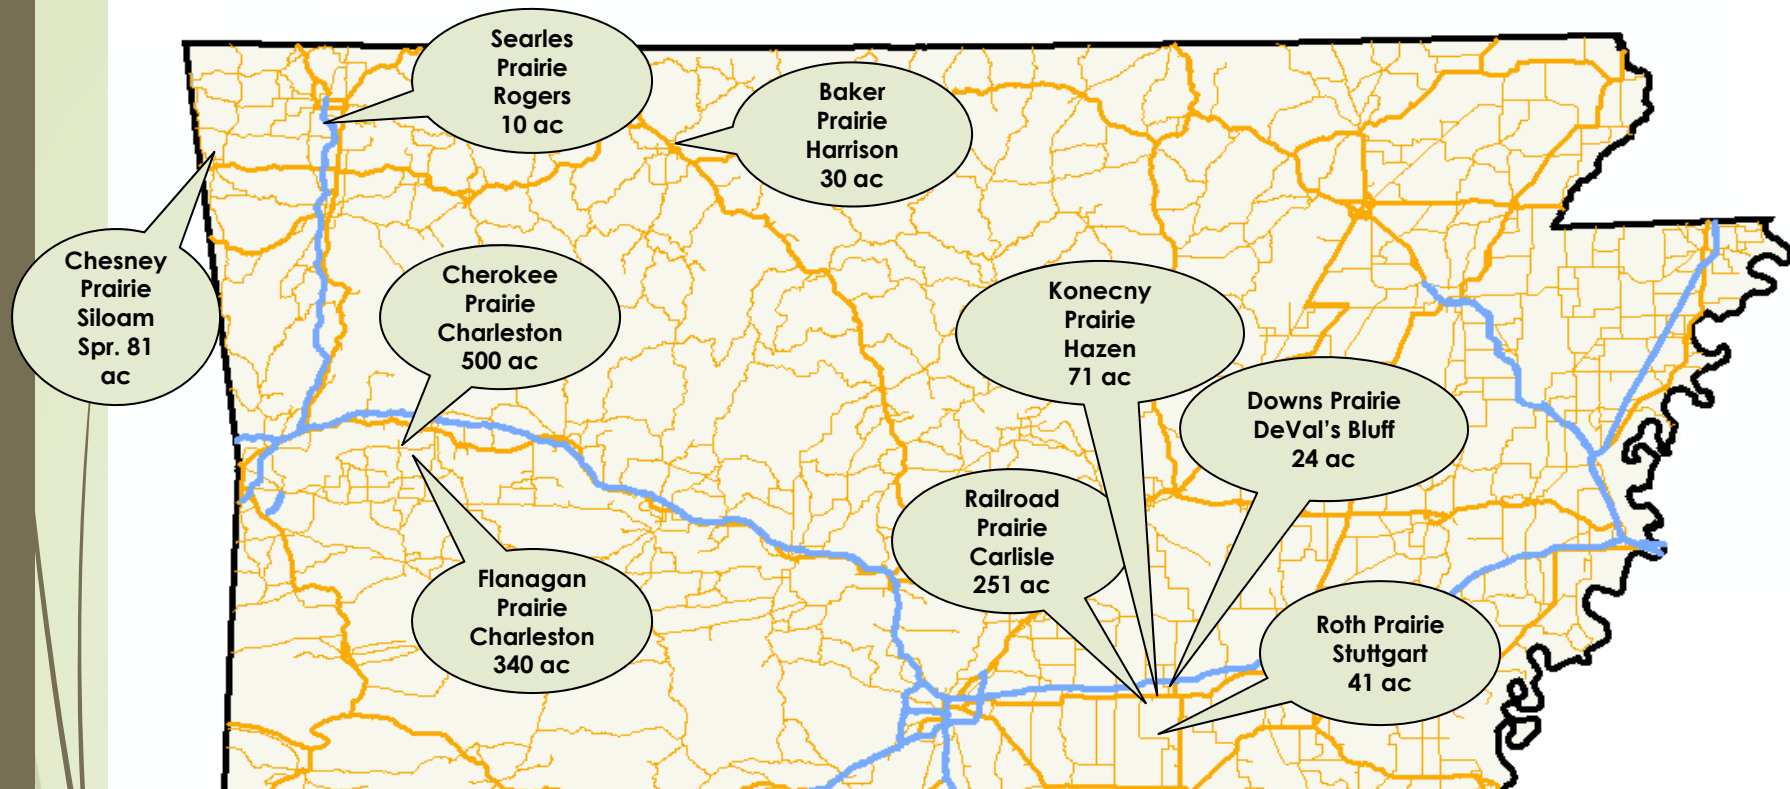 Searles
Prairie
Rogers
10 ac
Baker
Prairie
Harrison
30 ac
Chesney
Prairie
Siloam
Spr. 81
ac
Cherokee
Prairie
Charleston
500 ac
Konecny
Prairie
Hazen
71 ac
Downs Prairie
DeVal’s Bluff
24 ac
Railroad
Prairie
Carlisle
251 ac
Flanagan
Prairie
Charleston
340 ac
Roth Prairie
Stuttgart
41 ac